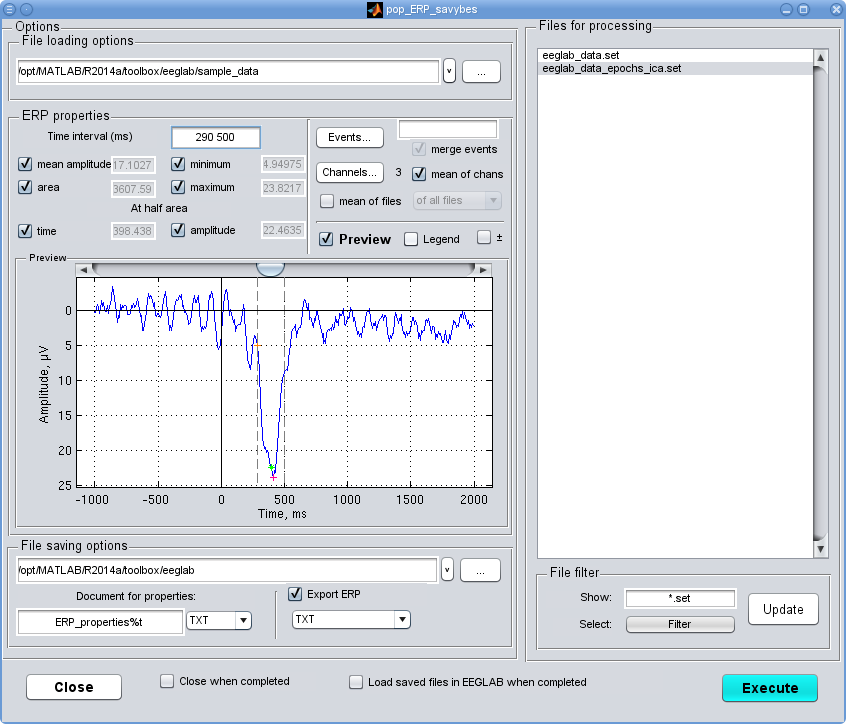 pop_ERP_savybes
Options
File loading options
/opt/MATLAB/R2014a/toolbox/eeglab/sample_data
v
...
ERP properties
Time interval (ms)
290 500
mean amplitude
17.1027
minimum
4.94975
area
3607.59
maximum
23.8217
At half area
time
398.438
amplitude
22.4635
Events...
merge events
Channels...
3
mean of chans
mean of files
of all files
Preview
Legend
±
Preview
0
5
10
15
20
25
Amplitude, µV
-1000
-500
0
500
1000
1500
2000
Time, ms
File saving options
/opt/MATLAB/R2014a/toolbox/eeglab
v
...
Document for properties:
ERP_properties%t
TXT
Export ERP
TXT
Files for processing
eeglab_data.set
eeglab_data_epochs_ica.set
File filter
Show:
*.set
Select:
Filter
Update
Close
Close when completed
Load saved files in EEGLAB when completed
Execute